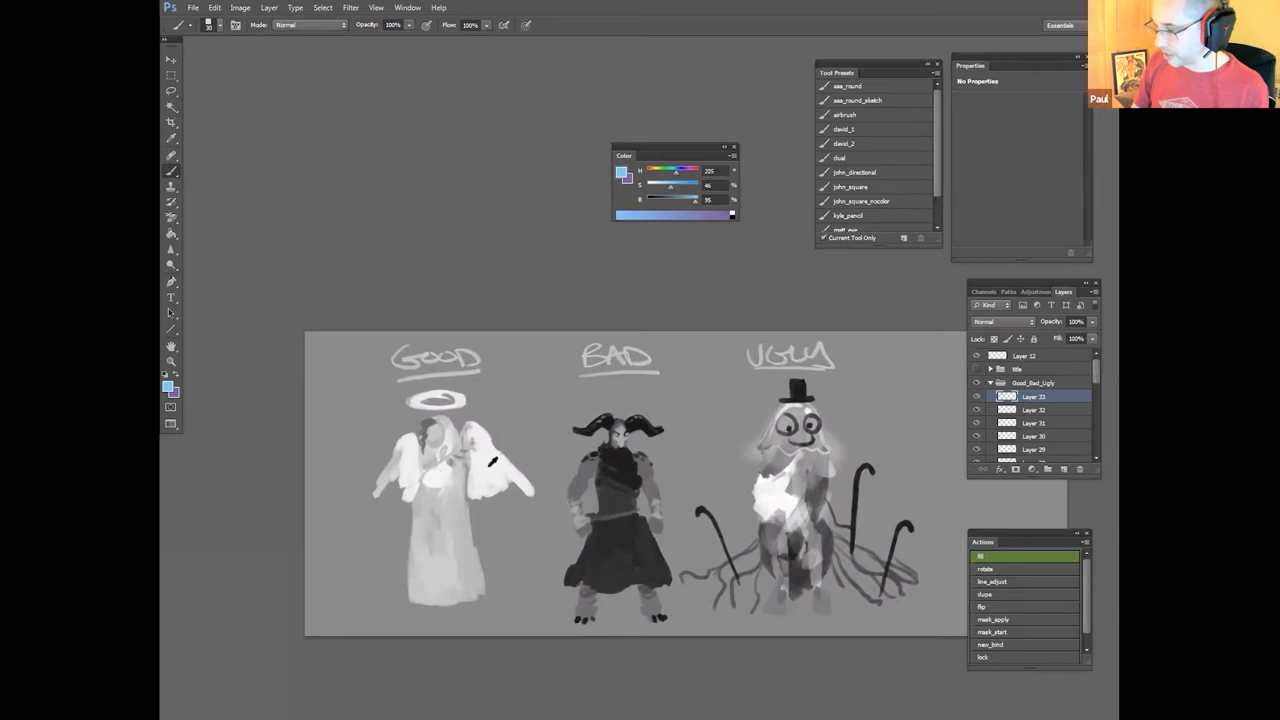 Ps File Edit Image Layer Type Select Filter View Window Help
30 Mode: Normal Opacity: 100% Flow: 100% Essentials
Paul
Tool Presets
aaa_round
aaa_round_sketch
airbrush
david_1
david_2
dual
john_directional
john_square
john_square_nocolor
kyle_pencil
matt_eye
Current Tool Only
Properties
No Properties
Color
H 205 °
S 46 %
B 95 %
Channels Paths Adjustmen Layers
Kind
Normal Opacity: 100%
Lock: Fill: 100%
Layer 12
title
Good_Bad_Ugly
Layer 33
Layer 32
Layer 31
Layer 30
Layer 29
GOOD BAD UGLY
Actions
fill
rotate
line_adjust
dupe
flip
mask_apply
mask_start
new_bind
lock